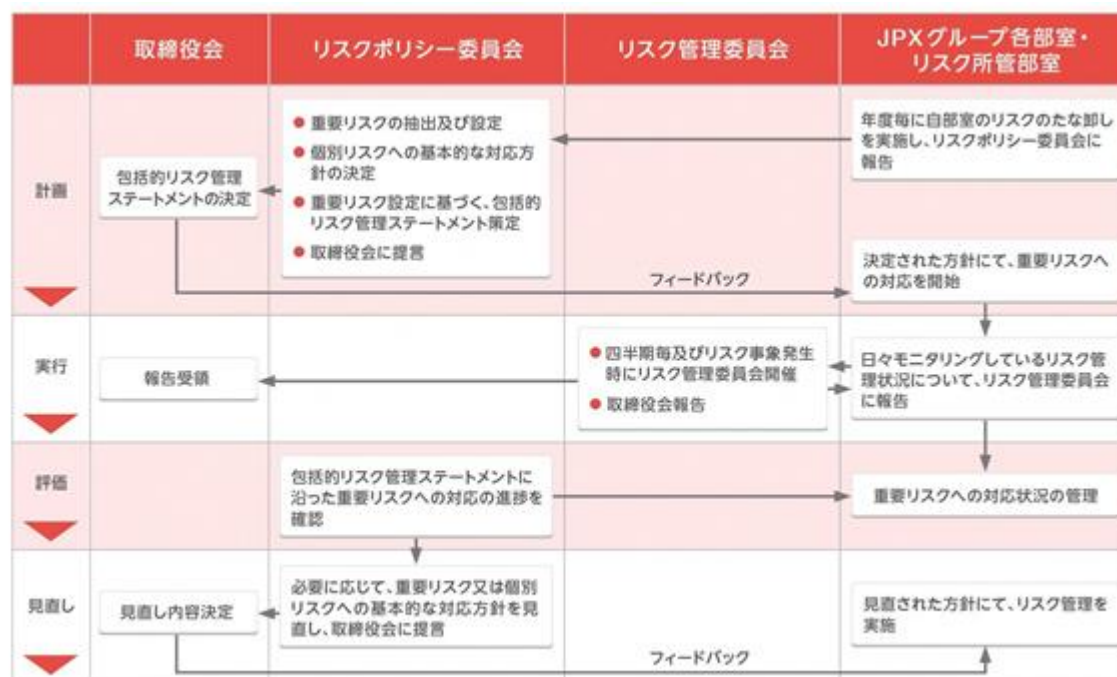 取締役会
リスクポリシー委員会
リスク管理委員会
JPXグループ各部室・
リスク所管部室
計画
包括的リスク管理
ステートメントの決定
● 重要リスクの抽出及び設定
● 個別リスクへの基本的な対応方
針の決定
● 重要リスク設定に基づく、包括的
リスク管理ステートメント策定
● 取締役会に提言
年度毎に自部室のリスクのたな卸し
を実施し、リスクポリシー委員会に
報告
フィードバック
決定された方針にて、重要リスクへ
の対応を開始
実行
報告受領
● 四半期毎及びリスク事象発生
時にリスク管理委員会開催
● 取締役会報告
日々モニタリングしているリスク管
理状況について、リスク管理委員会
に報告
評価
包括的リスク管理ステートメントに
沿った重要リスクへの対応の進捗を
確認
重要リスクへの対応状況の管理
見直し
見直し内容決定
必要に応じて、重要リスク又は個別
リスクへの基本的な対応方針を見
直し、取締役会に提言
見直された方針にて、リスク管理を
実施
フィードバック